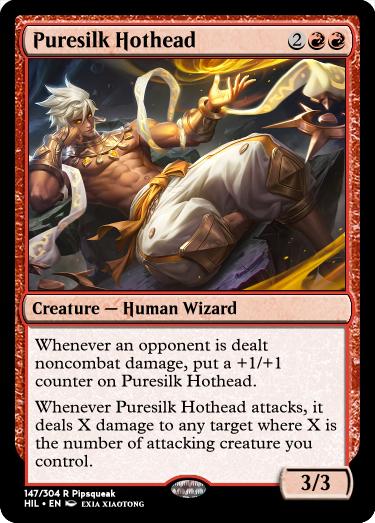 Puresilk Hothead 2
Creature — Human Wizard
Whenever an opponent is dealt
noncombat damage, put a +1/+1
counter on Puresilk Hothead.
Whenever Puresilk Hothead attacks, it
deals X damage to any target where X is
the number of attacking creature you
control.
3/3
147/304 R Pipsqueak
HIL • EN EXIA XIAOTONG